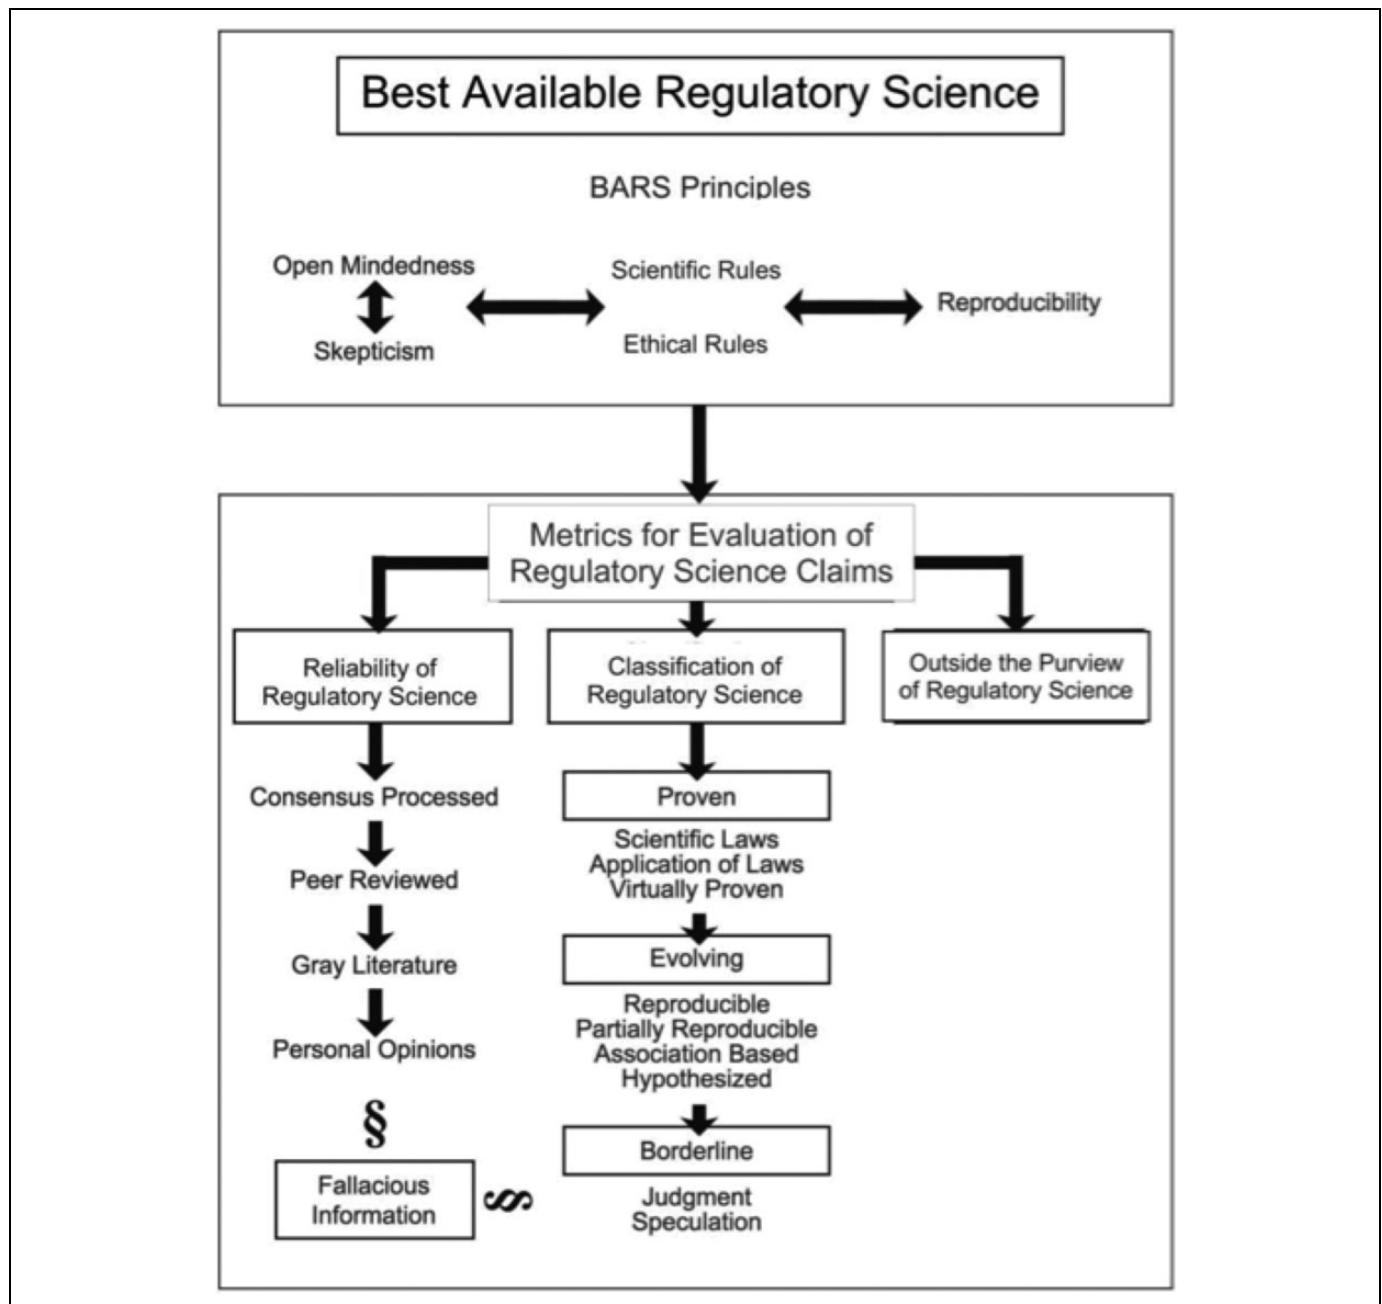 Best Available Regulatory Science
BARS Principles
Open Mindedness
Skepticism
Scientific Rules
Ethical Rules
Reproducibility
Metrics for Evaluation of
Regulatory Science Claims
Reliability of
Regulatory Science
Consensus Processed
Peer Reviewed
Gray Literature
Personal Opinions
§
Fallacious
Information
§
Classification of
Regulatory Science
Proven
Scientific Laws
Application of Laws
Virtually Proven
Evolving
Reproducible
Partially Reproducible
Association Based
Hypothesized
Borderline
Judgment
Speculation
Outside the Purview
of Regulatory Science